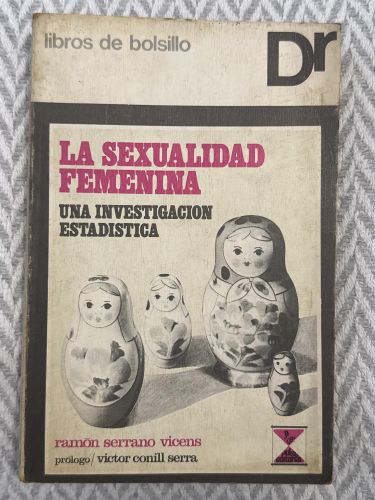 libros de bolsillo
Dr
LA SEXUALIDAD
FEMENINA
UNA INVESTIGACION
ESTADISTICA
ramón serrano vicens
prólogo / victor conill serra